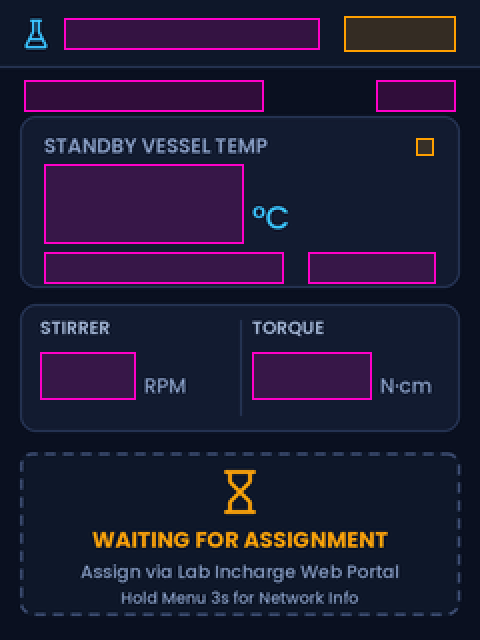 STANDBY VESSEL TEMP
°C
STIRRER
TORQUE
RPM
N·cm
WAITING FOR ASSIGNMENT
Assign via Lab Incharge Web Portal
Hold Menu 3s for Network Info